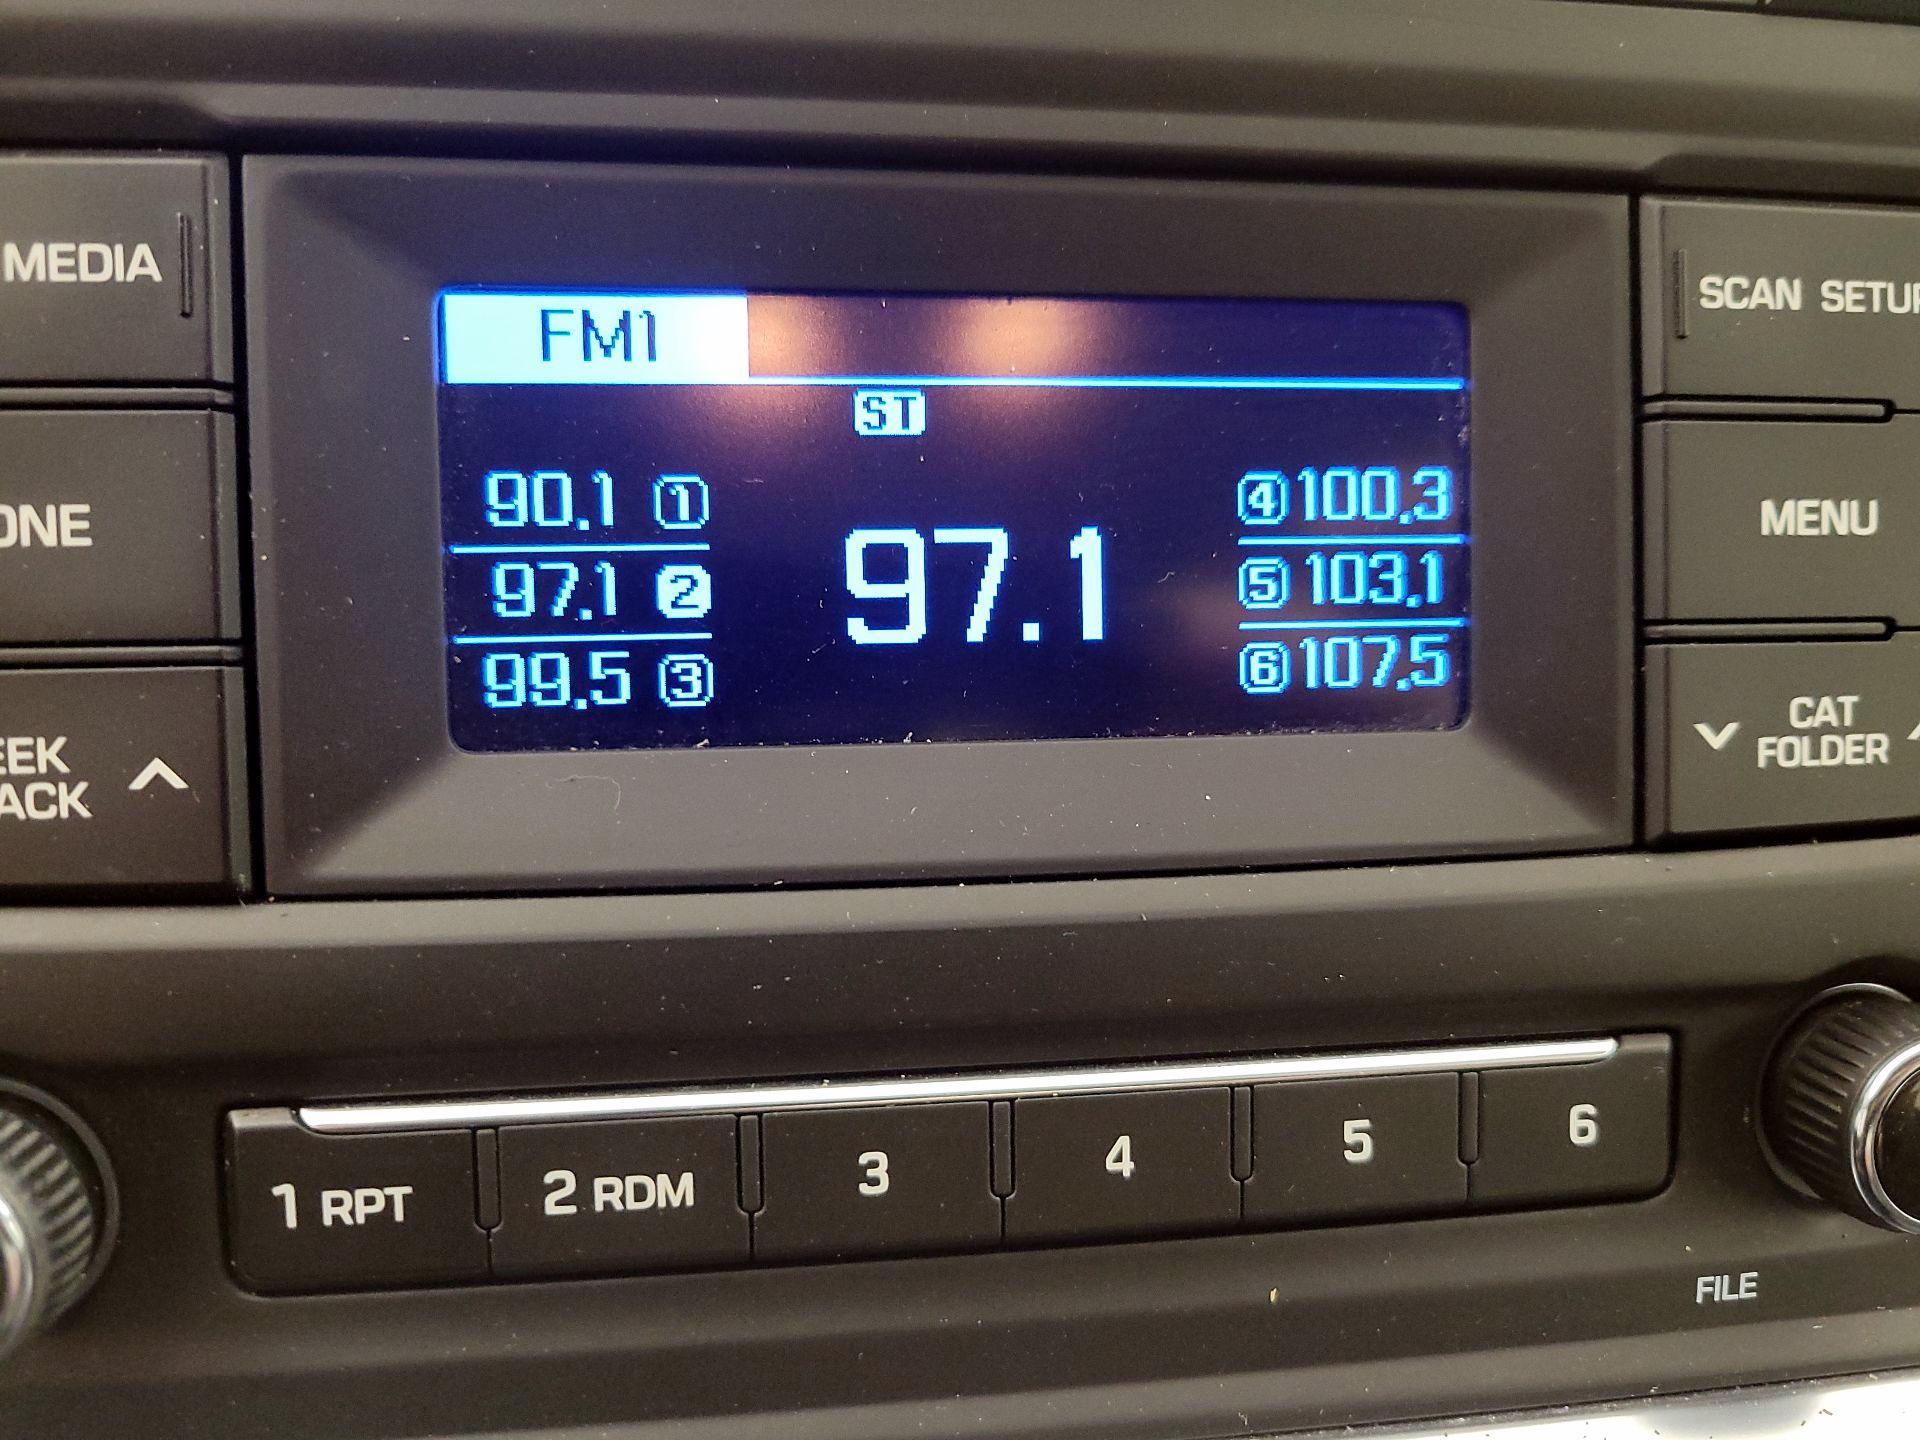 MEDIA
SCAN SETUP
FM1
ST
90.1 ①
④ 100.3
ONE
MENU
97.1 ②
97.1
⑤ 103.1
99.5 ③
⑥ 107.5
EEK
ACK
CAT
FOLDER
1 RPT
2 RDM
3
4
5
6
FILE